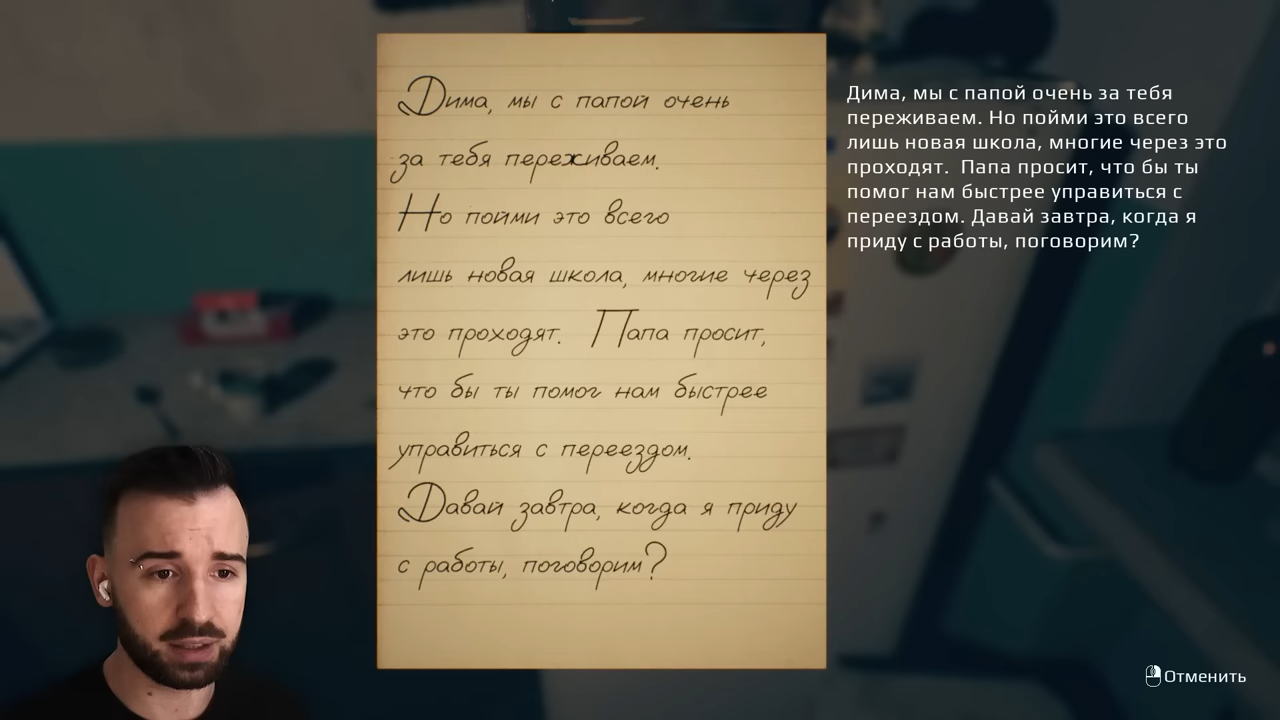 Дима, мы с папой очень
за тебя переживаем.
Но пойми это всего
лишь новая школа, многие через
это проходят. Папа просит,
что бы ты помог нам быстрее
управиться с переездом.
Давай завтра, когда я приду
с работы, поговорим?
Дима, мы с папой очень за тебя
переживаем. Но пойми это всего
лишь новая школа, многие через это
проходят. Папа просит, что бы ты
помог нам быстрее управиться с
переездом. Давай завтра, когда я
приду с работы, поговорим?
Отменить